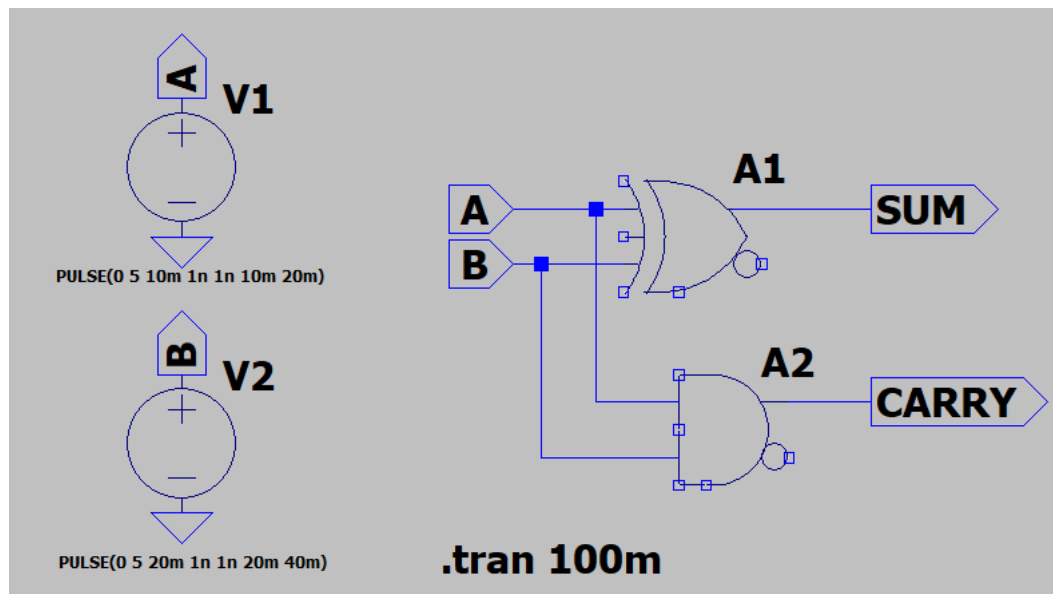 A
V1
PULSE(0 5 10m 1n 1n 10m 20m)
B
V2
PULSE(0 5 20m 1n 1n 20m 40m)
A1
A
SUM
B
A2
CARRY
.tran 100m